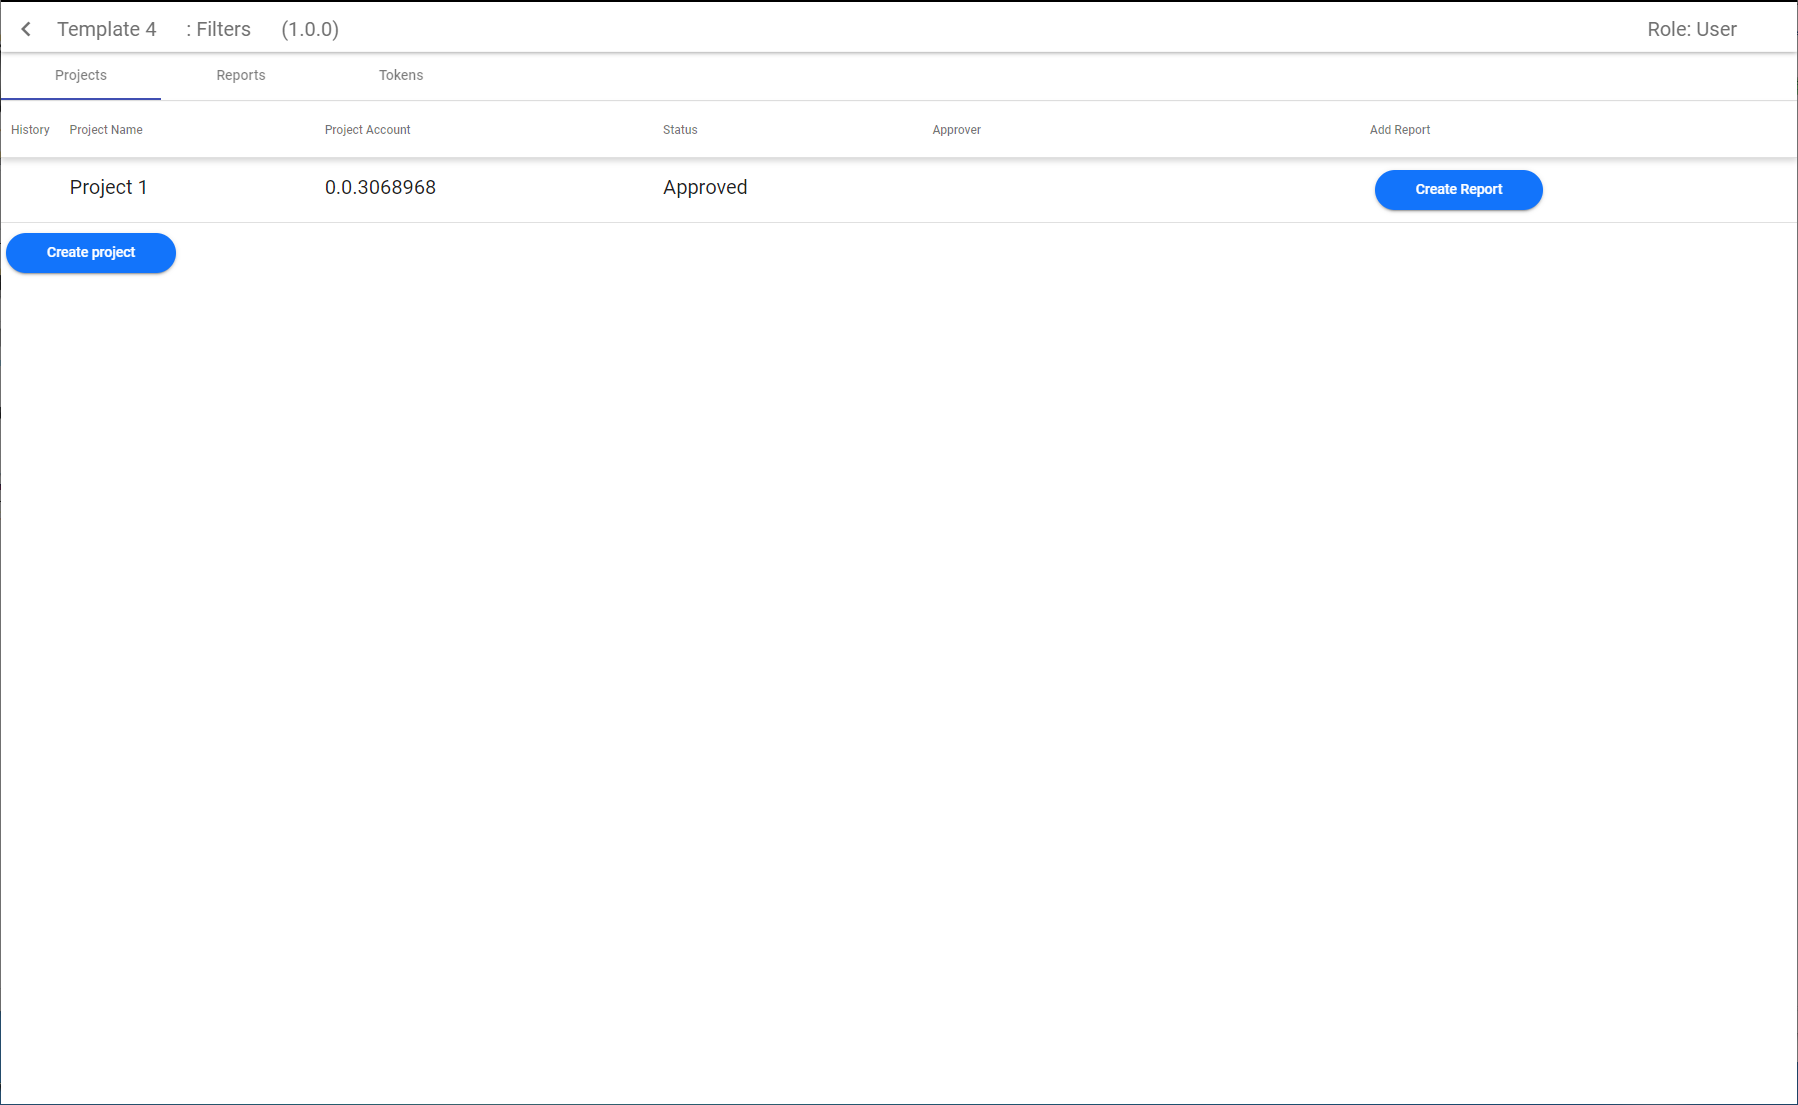 Template 4 : Filters (1.0.0) Role: User
Projects Reports Tokens
History Project Name Project Account Status Approver Add Report
Project 1 0.0.3068968 Approved Create Report
Create project